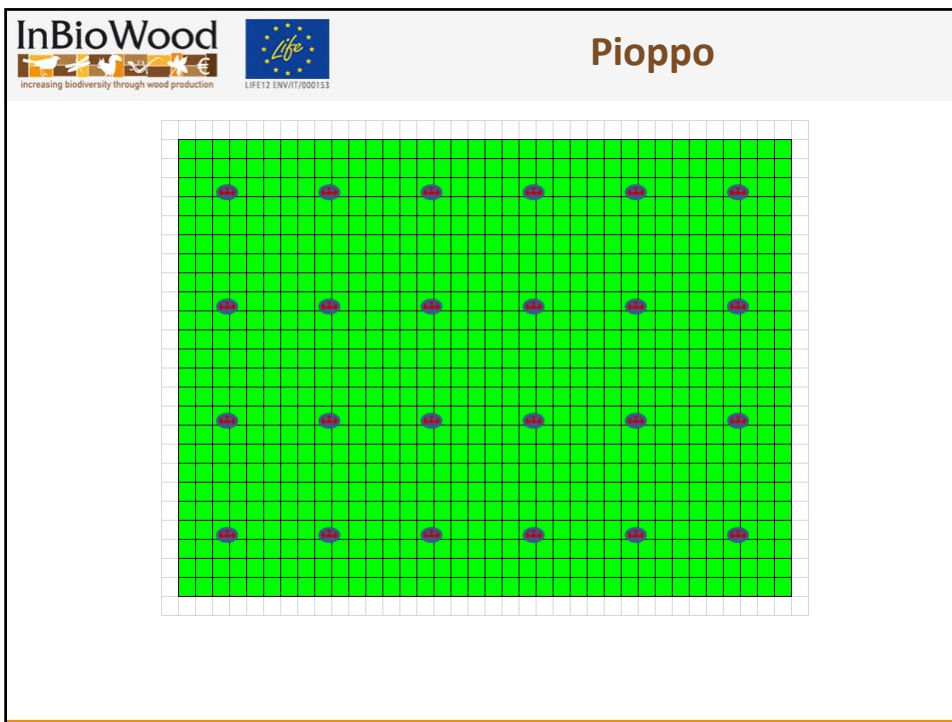 InBioWood
€
increasing biodiversity through wood production
Life
LIFE12 ENV/IT/000153
Pioppo